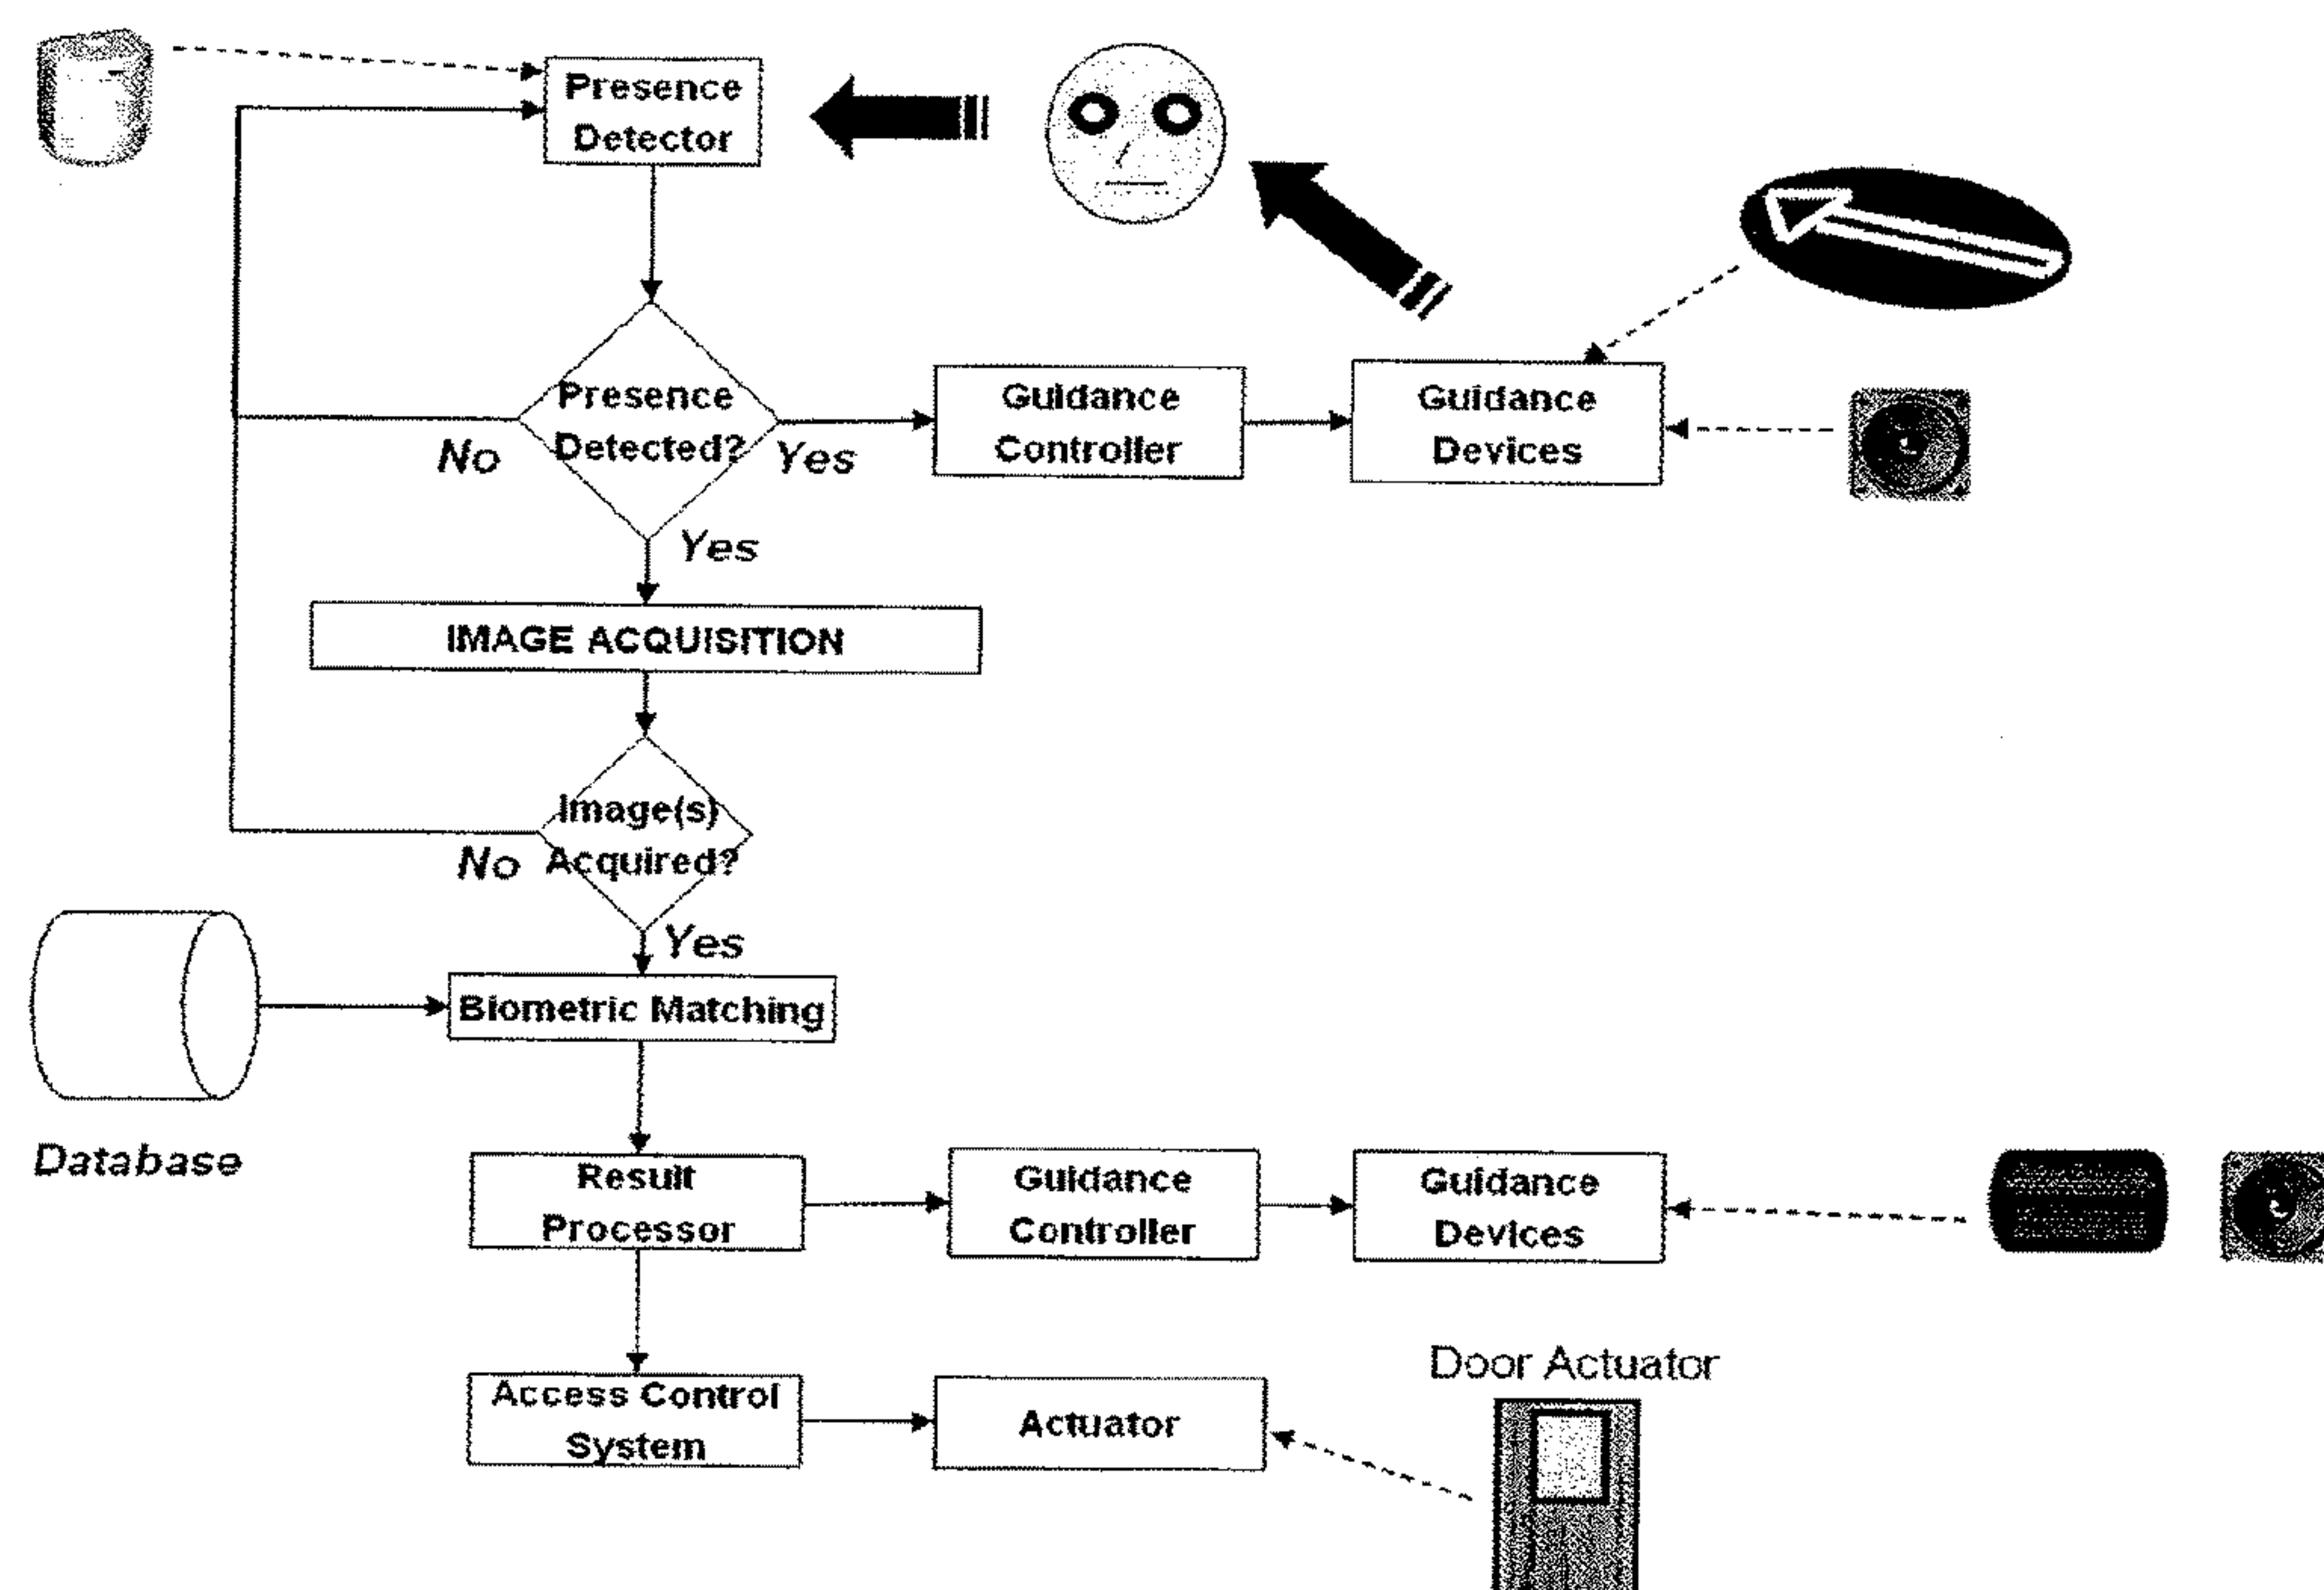 Presence
Detector
Presence
Detected?
No
Yes
Guidance
Controller
Guidance
Devices
Yes
IMAGE ACQUISITION
Image(s)
Acquired?
No
Yes
Biometric Matching
Database
Result
Processor
Guidance
Controller
Guidance
Devices
Door Actuator
Access Control
System
Actuator